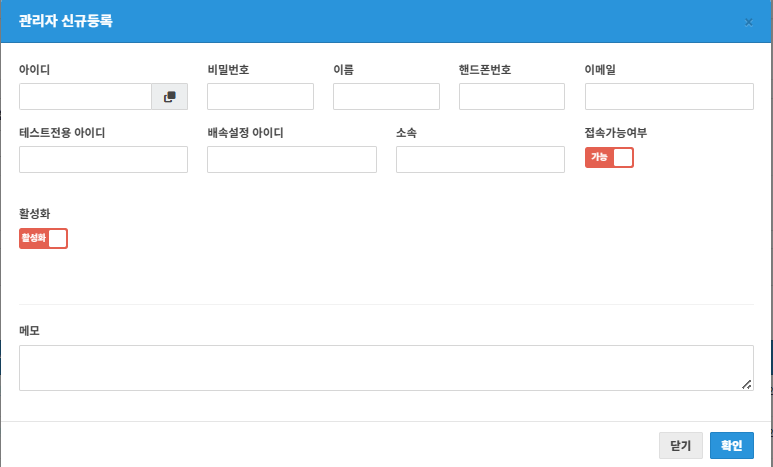 관리자 신규등록
×
아이디 비밀번호 이름 핸드폰번호 이메일
테스트전용 아이디 배속설정 아이디 소속 접속가능여부
가능
활성화
활성화
메모
닫기 확인